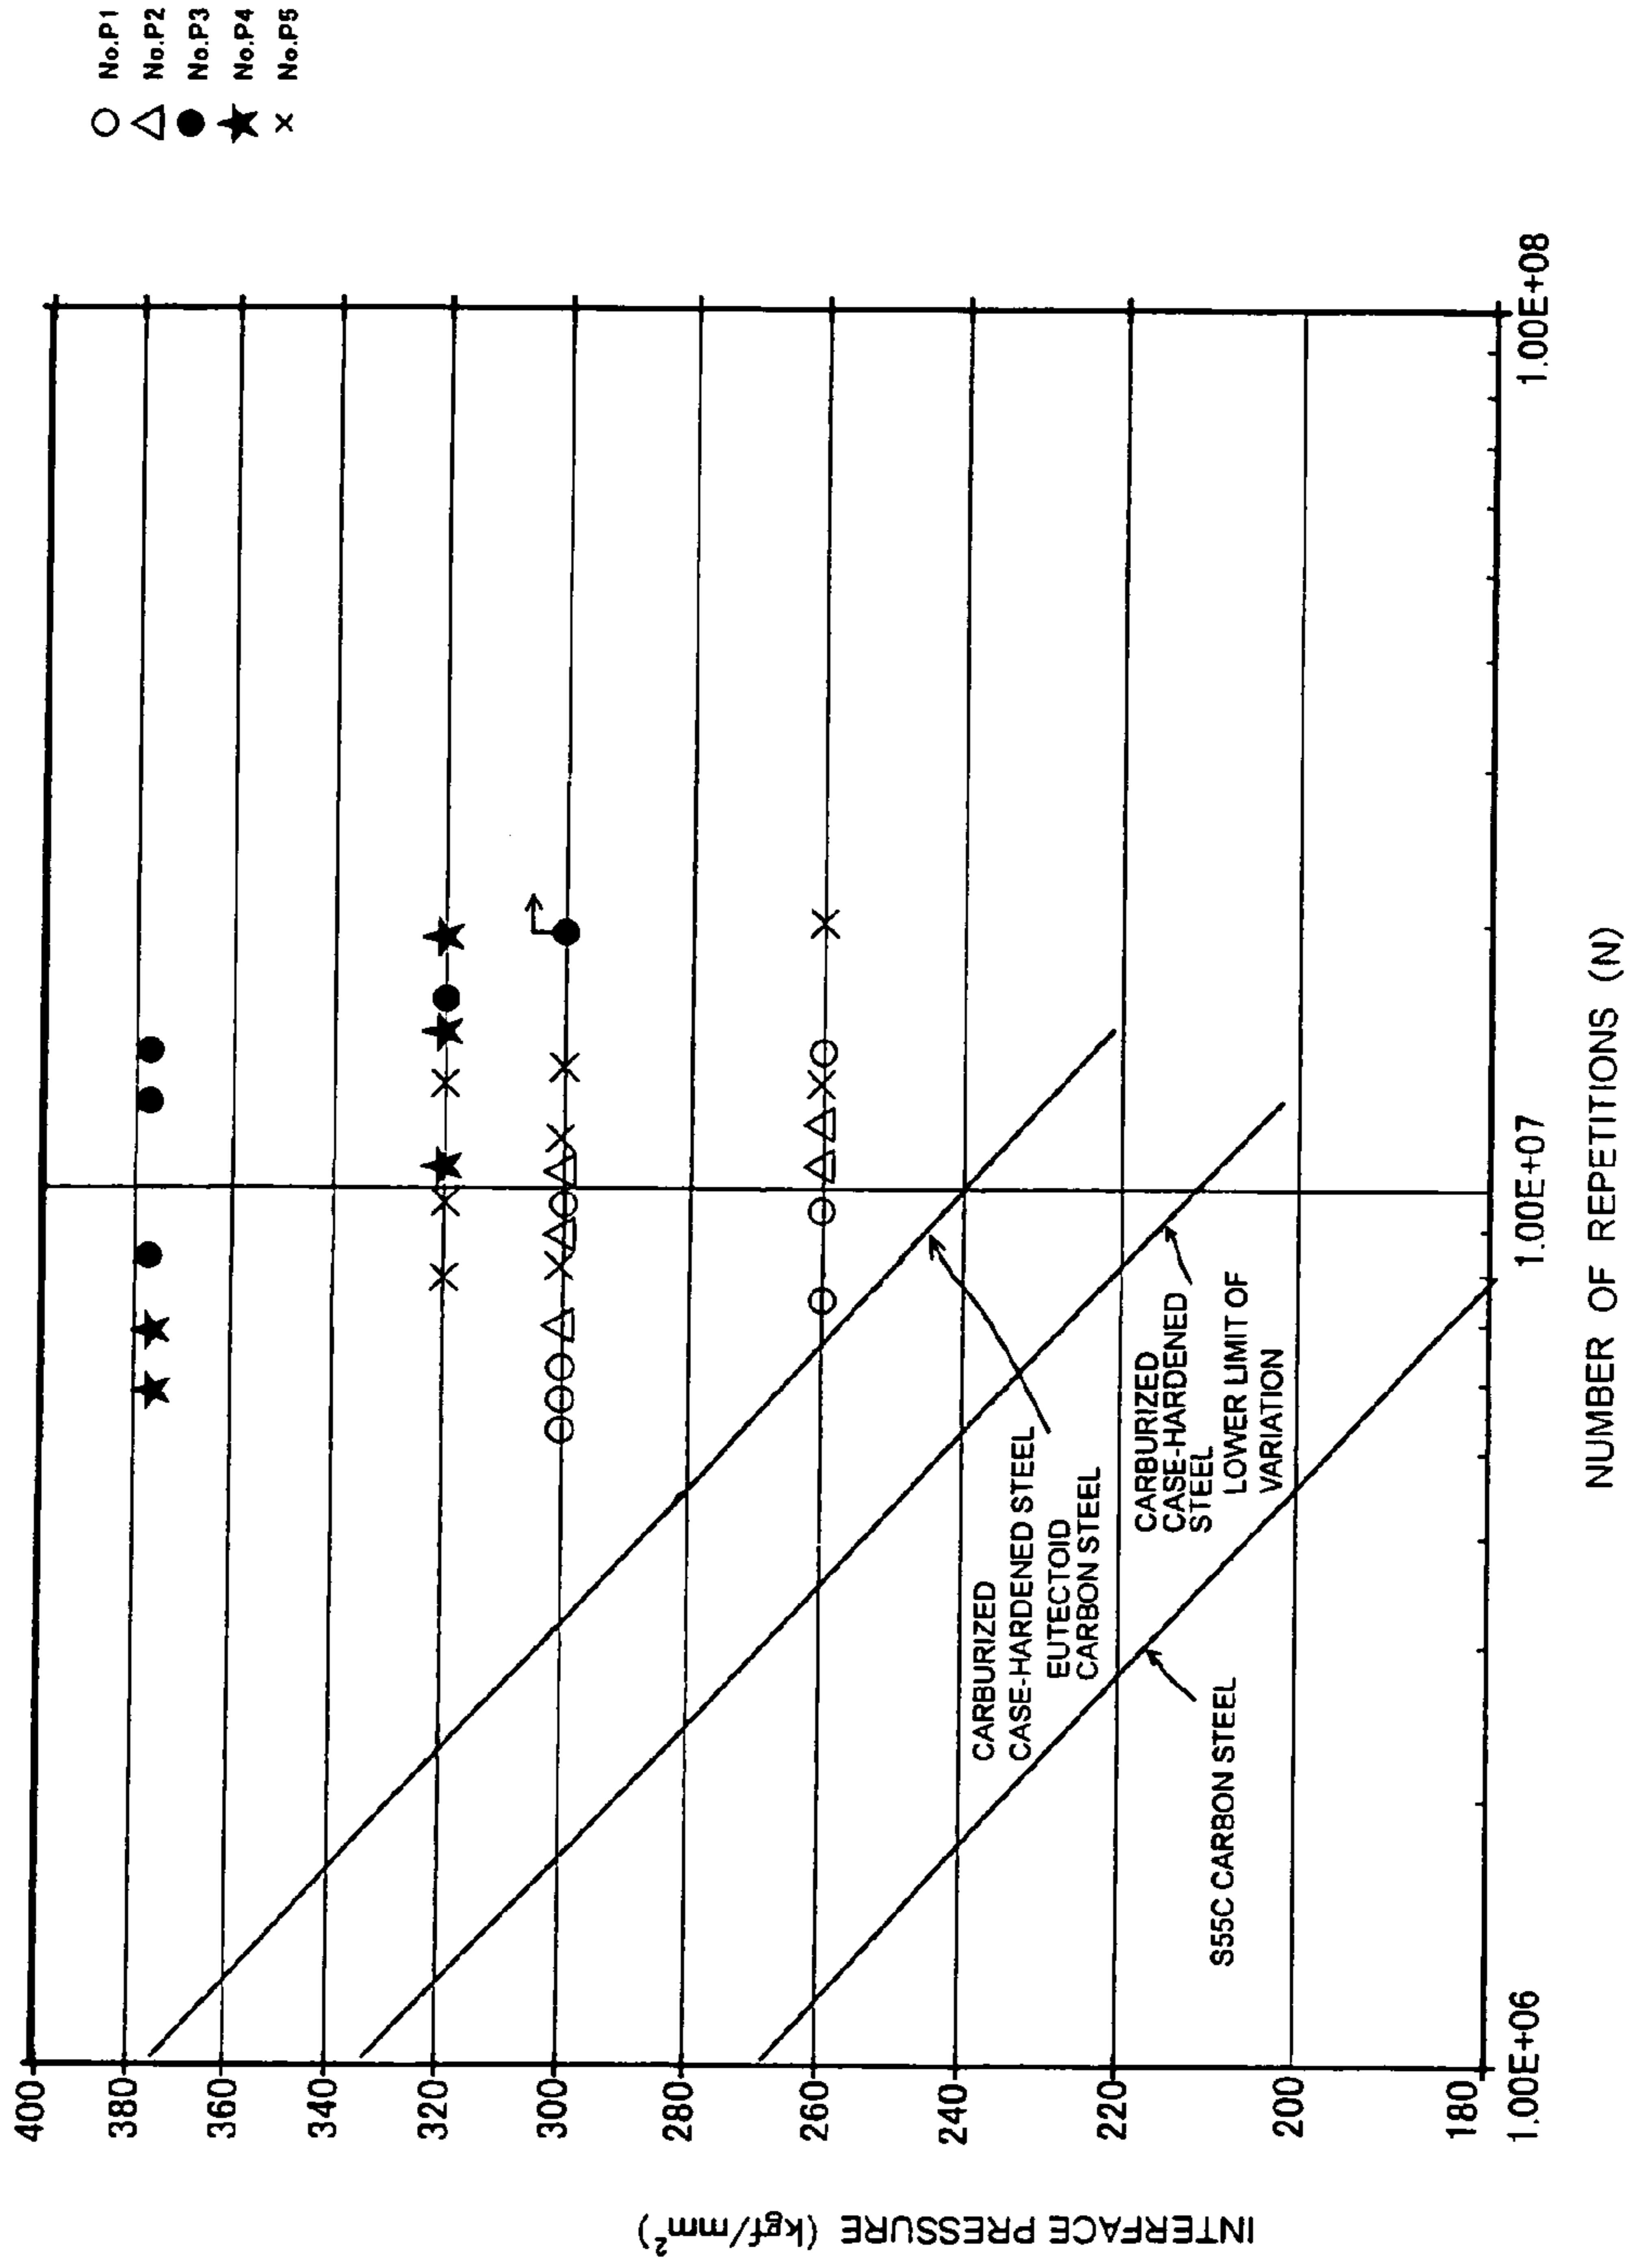 No.P1
No.P2
No.P3
No.P4
No.P5
INTERFACE PRESSURE (kgf/mm²)
400
380
360
340
320
300
280
260
240
220
200
180
CARBURIZED
CASE-HARDENED STEEL
EUTECTOID
CARBON STEEL
CARBURIZED
CASE-HARDENED
STEEL
LOWER LIMIT OF
VARIATION
S55C CARBON STEEL
1.00E+06
1.00E+07
1.00E+08
NUMBER OF REPETITIONS (N)